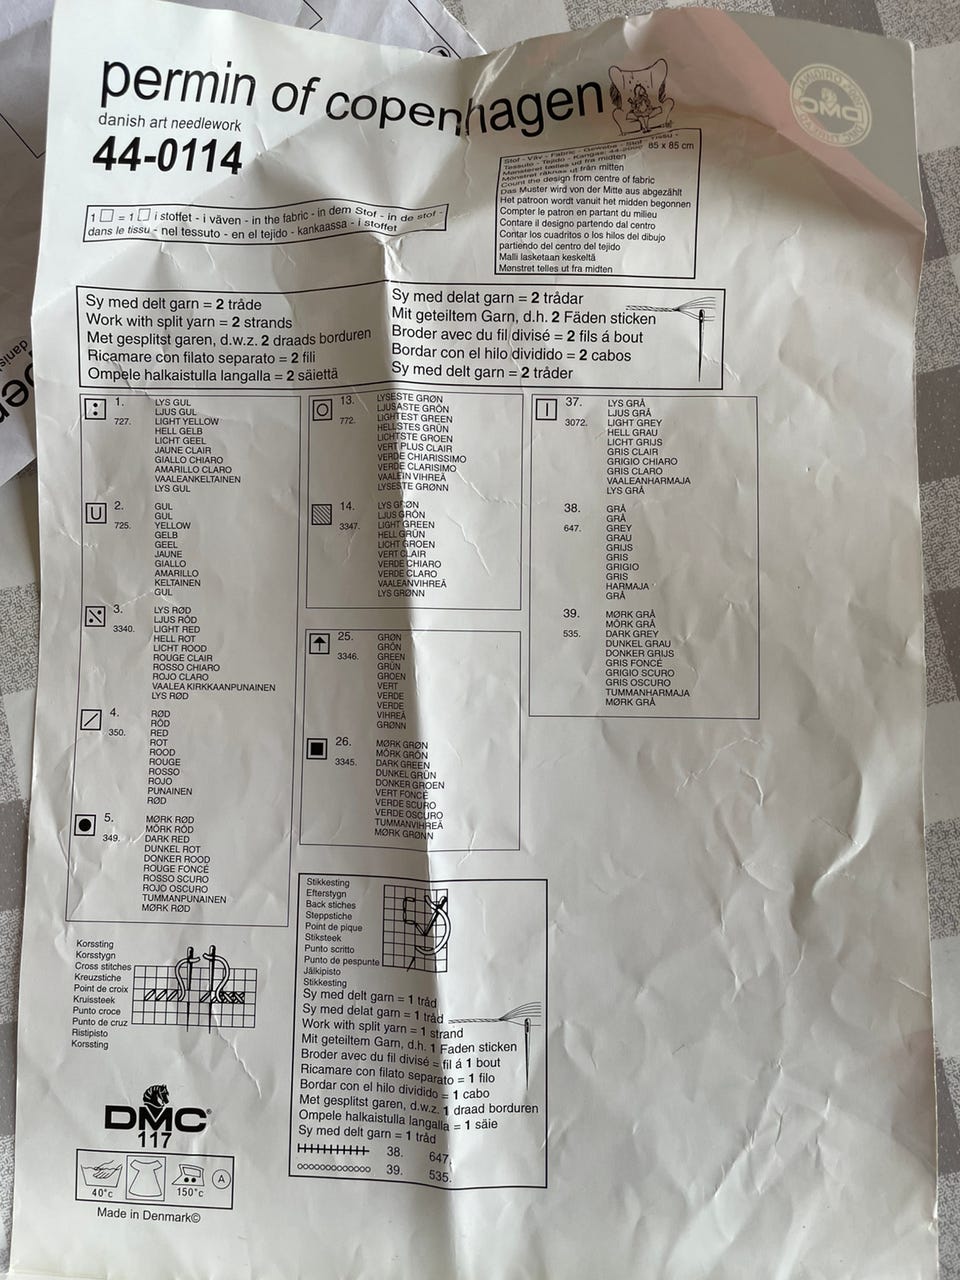 permin of copenhagen
danish art needlework
44-0114
Stof - Väv - Fabric - Gewebe - Stof - Tissu -
Tessuto - Tejido - Kangas: 44-2000 85 x 85 cm
Mønsteret tælles ud fra midten
Mönstret räknas ut från mitten
Count the design from centre of fabric
Das Muster wird von der Mitte aus abgezählt
Het patroon wordt vanuit het midden begonnen
Compter le patron en partant du milieu
Contare il designo partendo dal centro
Contar los cuadritos o los hilos del dibujo
partiendo del centro del tejido
Malli lasketaan keskeltä
Mønstret telles ut fra midten
1 □ = 1 □ i stoffet - i väven - in the fabric - in dem Stof - in de stof -
dans le tissu - nel tessuto - en el tejido - kankaassa - i stoffet
Sy med delt garn = 2 tråde
Work with split yarn = 2 strands
Met gesplitst garen, d.w.z. 2 draads borduren
Ricamare con filato separato = 2 fili
Ompele halkaistulla langalla = 2 säiettä
Sy med delat garn = 2 trådar
Mit geteiltem Garn, d.h. 2 Fäden sticken
Broder avec du fil divisé = 2 fils á bout
Bordar con el hilo dividido = 2 cabos
Sy med delt garn = 2 tråder
1.
727.
LYS GUL
LJUS GUL
LIGHT YELLOW
HELL GELB
LICHT GEEL
JAUNE CLAIR
GIALLO CHIARO
AMARILLO CLARO
VAALEANKELTAINEN
LYS GUL
2.
725.
GUL
GUL
YELLOW
GELB
GEEL
JAUNE
GIALLO
AMARILLO
KELTAINEN
GUL
3.
3340.
LYS RØD
LJUS RÖD
LIGHT RED
HELL ROT
LICHT ROOD
ROUGE CLAIR
ROSSO CHIARO
ROJO CLARO
VAALEA KIRKKAANPUNAINEN
LYS RØD
4.
350.
RØD
RÖD
RED
ROT
ROOD
ROUGE
ROSSO
ROJO
PUNAINEN
RØD
5.
349.
MØRK RØD
MÖRK RÖD
DARK RED
DUNKEL ROT
DONKER ROOD
ROUGE FONCÉ
ROSSO SCURO
ROJO OSCURO
TUMMANPUNAINEN
MØRK RØD
13.
772.
LYSESTE GRØN
LJUSASTE GRÖN
LIGHTEST GREEN
HELLSTES GRÜN
LICHTSTE GROEN
VERT PLUS CLAIR
VERDE CHIARISSIMO
VERDE CLARISIMO
VAALEIN VIHREÄ
LYSESTE GRØNN
14.
3347.
LYS GRØN
LJUS GRÖN
LIGHT GREEN
HELL GRÜN
LICHT GROEN
VERT CLAIR
VERDE CHIARO
VERDE CLARO
VAALEANVIHREÄ
LYS GRØNN
25.
3346.
GRØN
GRÖN
GREEN
GRÜN
GROEN
VERT
VERDE
VERDE
VIHREÄ
GRØNN
26.
3345.
MØRK GRØN
MÖRK GRÖN
DARK GREEN
DUNKEL GRÜN
DONKER GROEN
VERT FONCÉ
VERDE SCURO
VERDE OSCURO
TUMMANVIHREÄ
MØRK GRØNN
37.
3072.
LYS GRÅ
LJUS GRÅ
LIGHT GREY
HELL GRAU
LICHT GRIJS
GRIS CLAIR
GRIGIO CHIARO
GRIS CLARO
VAALEANHARMAJA
LYS GRÅ
38.
647.
GRÅ
GRÅ
GREY
GRAU
GRIJS
GRIS
GRIGIO
GRIS
HARMAJA
GRÅ
39.
535.
MØRK GRÅ
MÖRK GRÅ
DARK GREY
DUNKEL GRAU
DONKER GRIJS
GRIS FONCÉ
GRIGIO SCURO
GRIS OSCURO
TUMMANHARMAJA
MØRK GRÅ
Korssting
Korsstygn
Cross stitches
Kreuzstiche
Point de croix
Kruissteek
Punto croce
Punto de cruz
Ristipisto
Korssting
Stikkesting
Efterstygn
Back stiches
Steppstiche
Point de pique
Stiksteek
Punto scritto
Punto de pespunte
Jälkipisto
Stikkesting
Sy med delt garn = 1 tråd
Sy med delat garn = 1 tråd
Work with split yarn = 1 strand
Mit geteiltem Garn, d.h. 1 Faden sticken
Broder avec du fil divisé = fil á 1 bout
Ricamare con filato separato = 1 filo
Bordar con el hilo dividido = 1 cabo
Met gesplitst garen, d.w.z. 1 draad borduren
Ompele halkaistulla langalla = 1 säie
Sy med delt garn = 1 tråd
38. 647.
39. 535.
DMC®
117
40°c 150°c A
Made in Denmark©
DMC